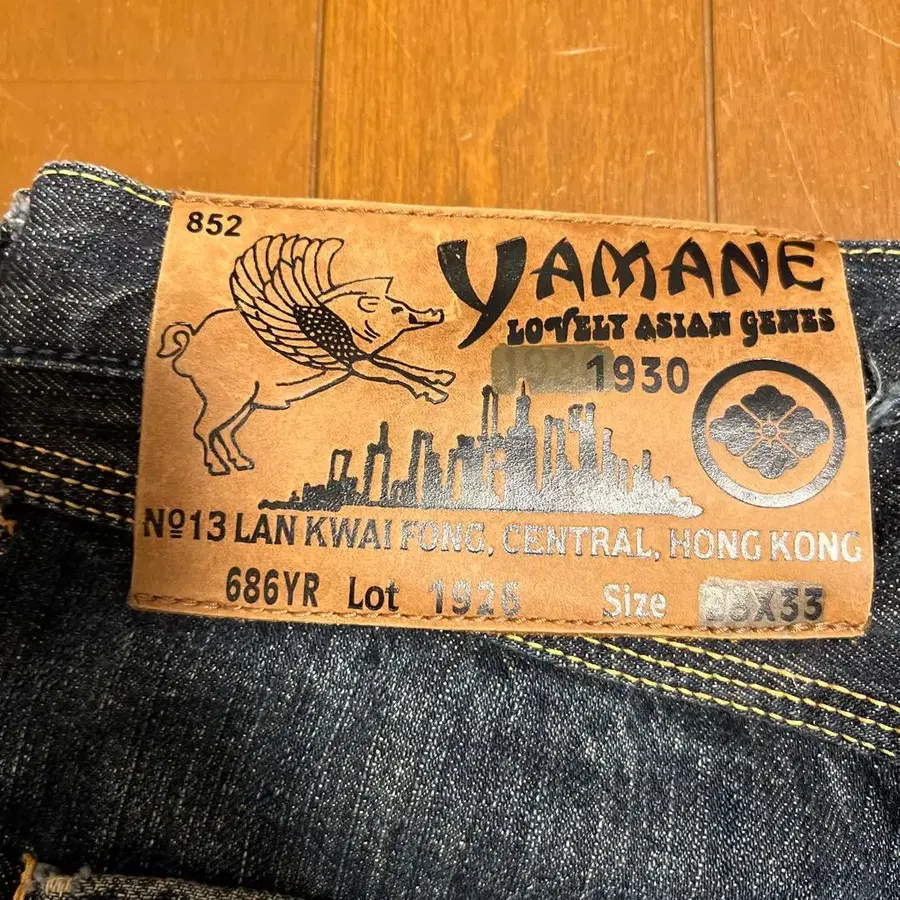 852
YAMANE
LOVELY ASIAN GENES
1930
Nº13 LAN KWAI FONG, CENTRAL, HONG KONG
686YR Lot 1926 Size